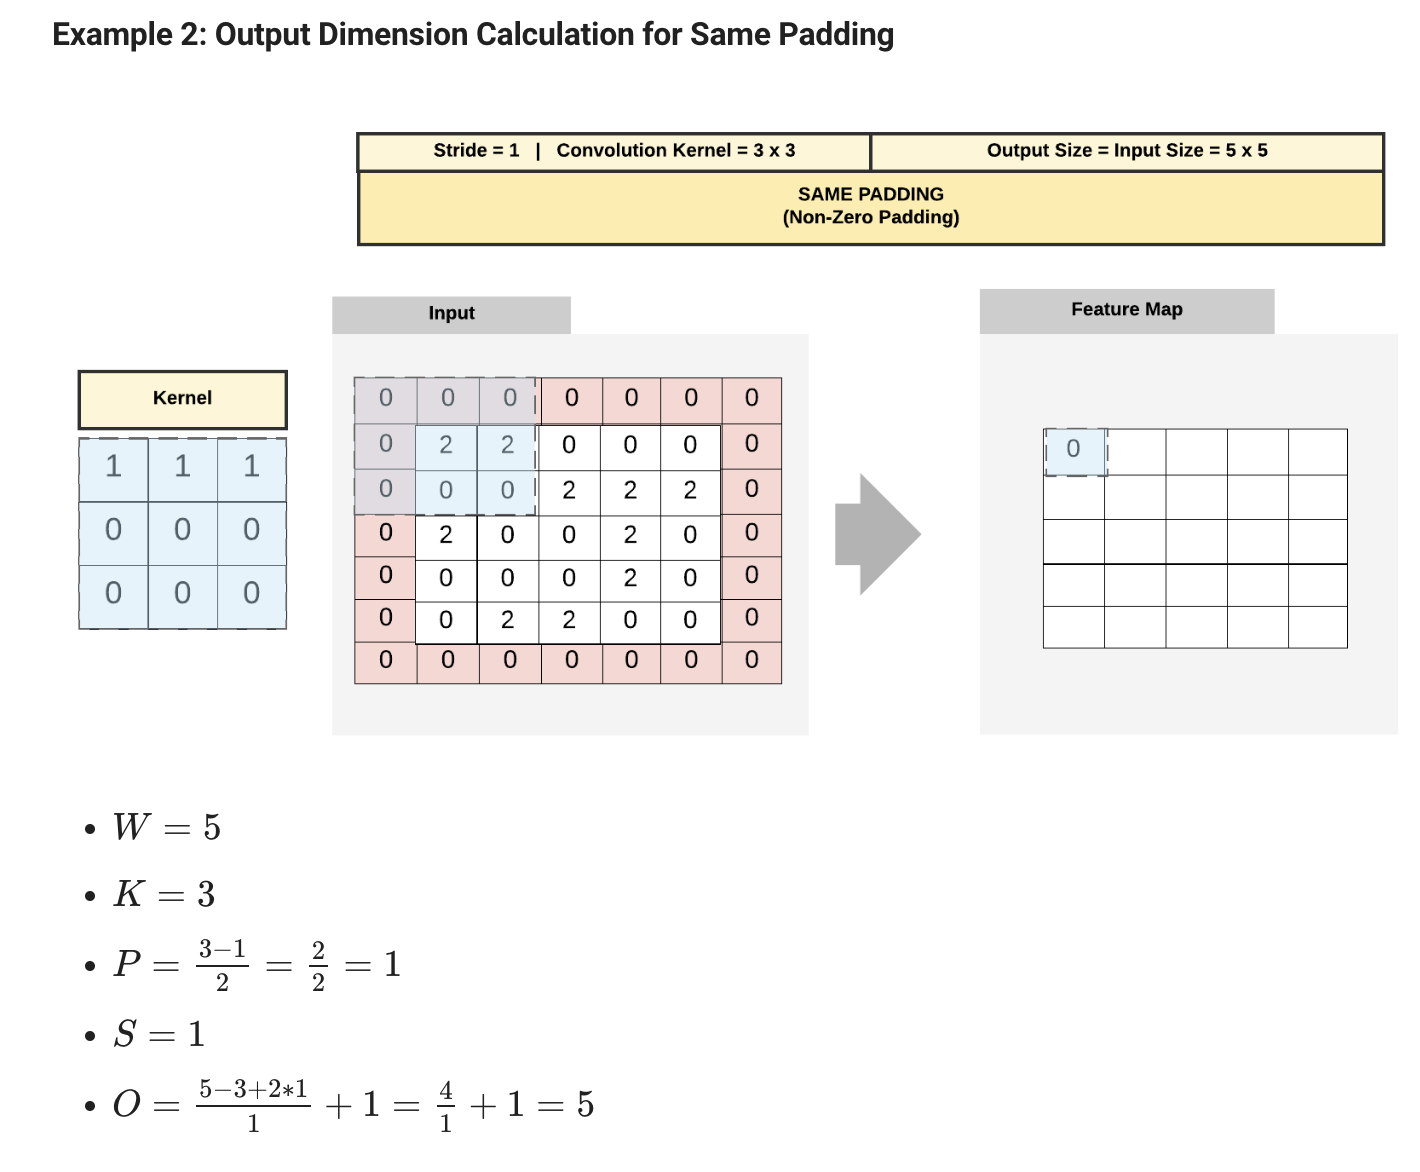 Example 2: Output Dimension Calculation for Same Padding
Stride = 1 | Convolution Kernel = 3 x 3
Output Size = Input Size = 5 x 5
SAME PADDING
(Non-Zero Padding)
Kernel
1 1 1
0 0 0
0 0 0
Input
0 0 0 0 0 0 0
0 2 2 0 0 0 0
0 0 0 2 2 2 0
0 2 0 0 2 0 0
0 0 0 0 2 0 0
0 0 2 2 0 0 0
0 0 0 0 0 0 0
Feature Map
0
• W = 5
• K = 3
• P = \frac{3-1}{2} = \frac{2}{2} = 1
• S = 1
• O = \frac{5-3+2*1}{1} + 1 = \frac{4}{1} + 1 = 5